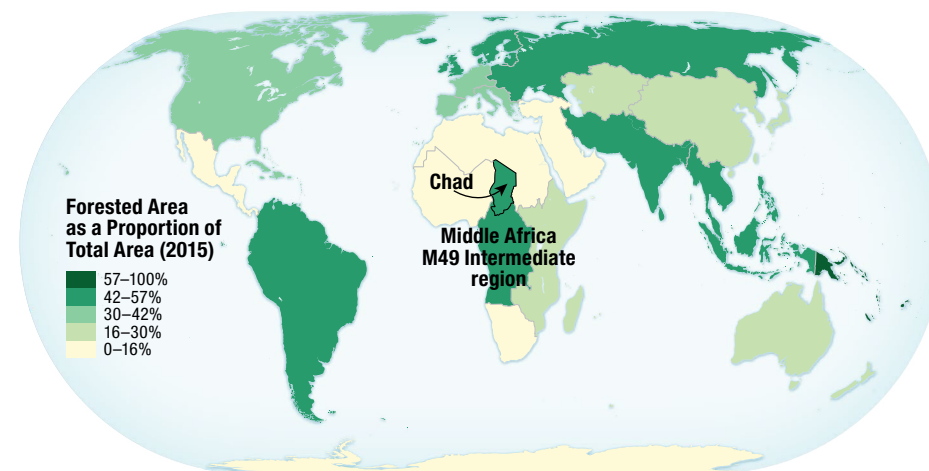 Chad
Middle Africa
M49 Intermediate
region
Forested Area
as a Proportion of
Total Area (2015)
57–100%
42–57%
30–42%
16–30%
0–16%